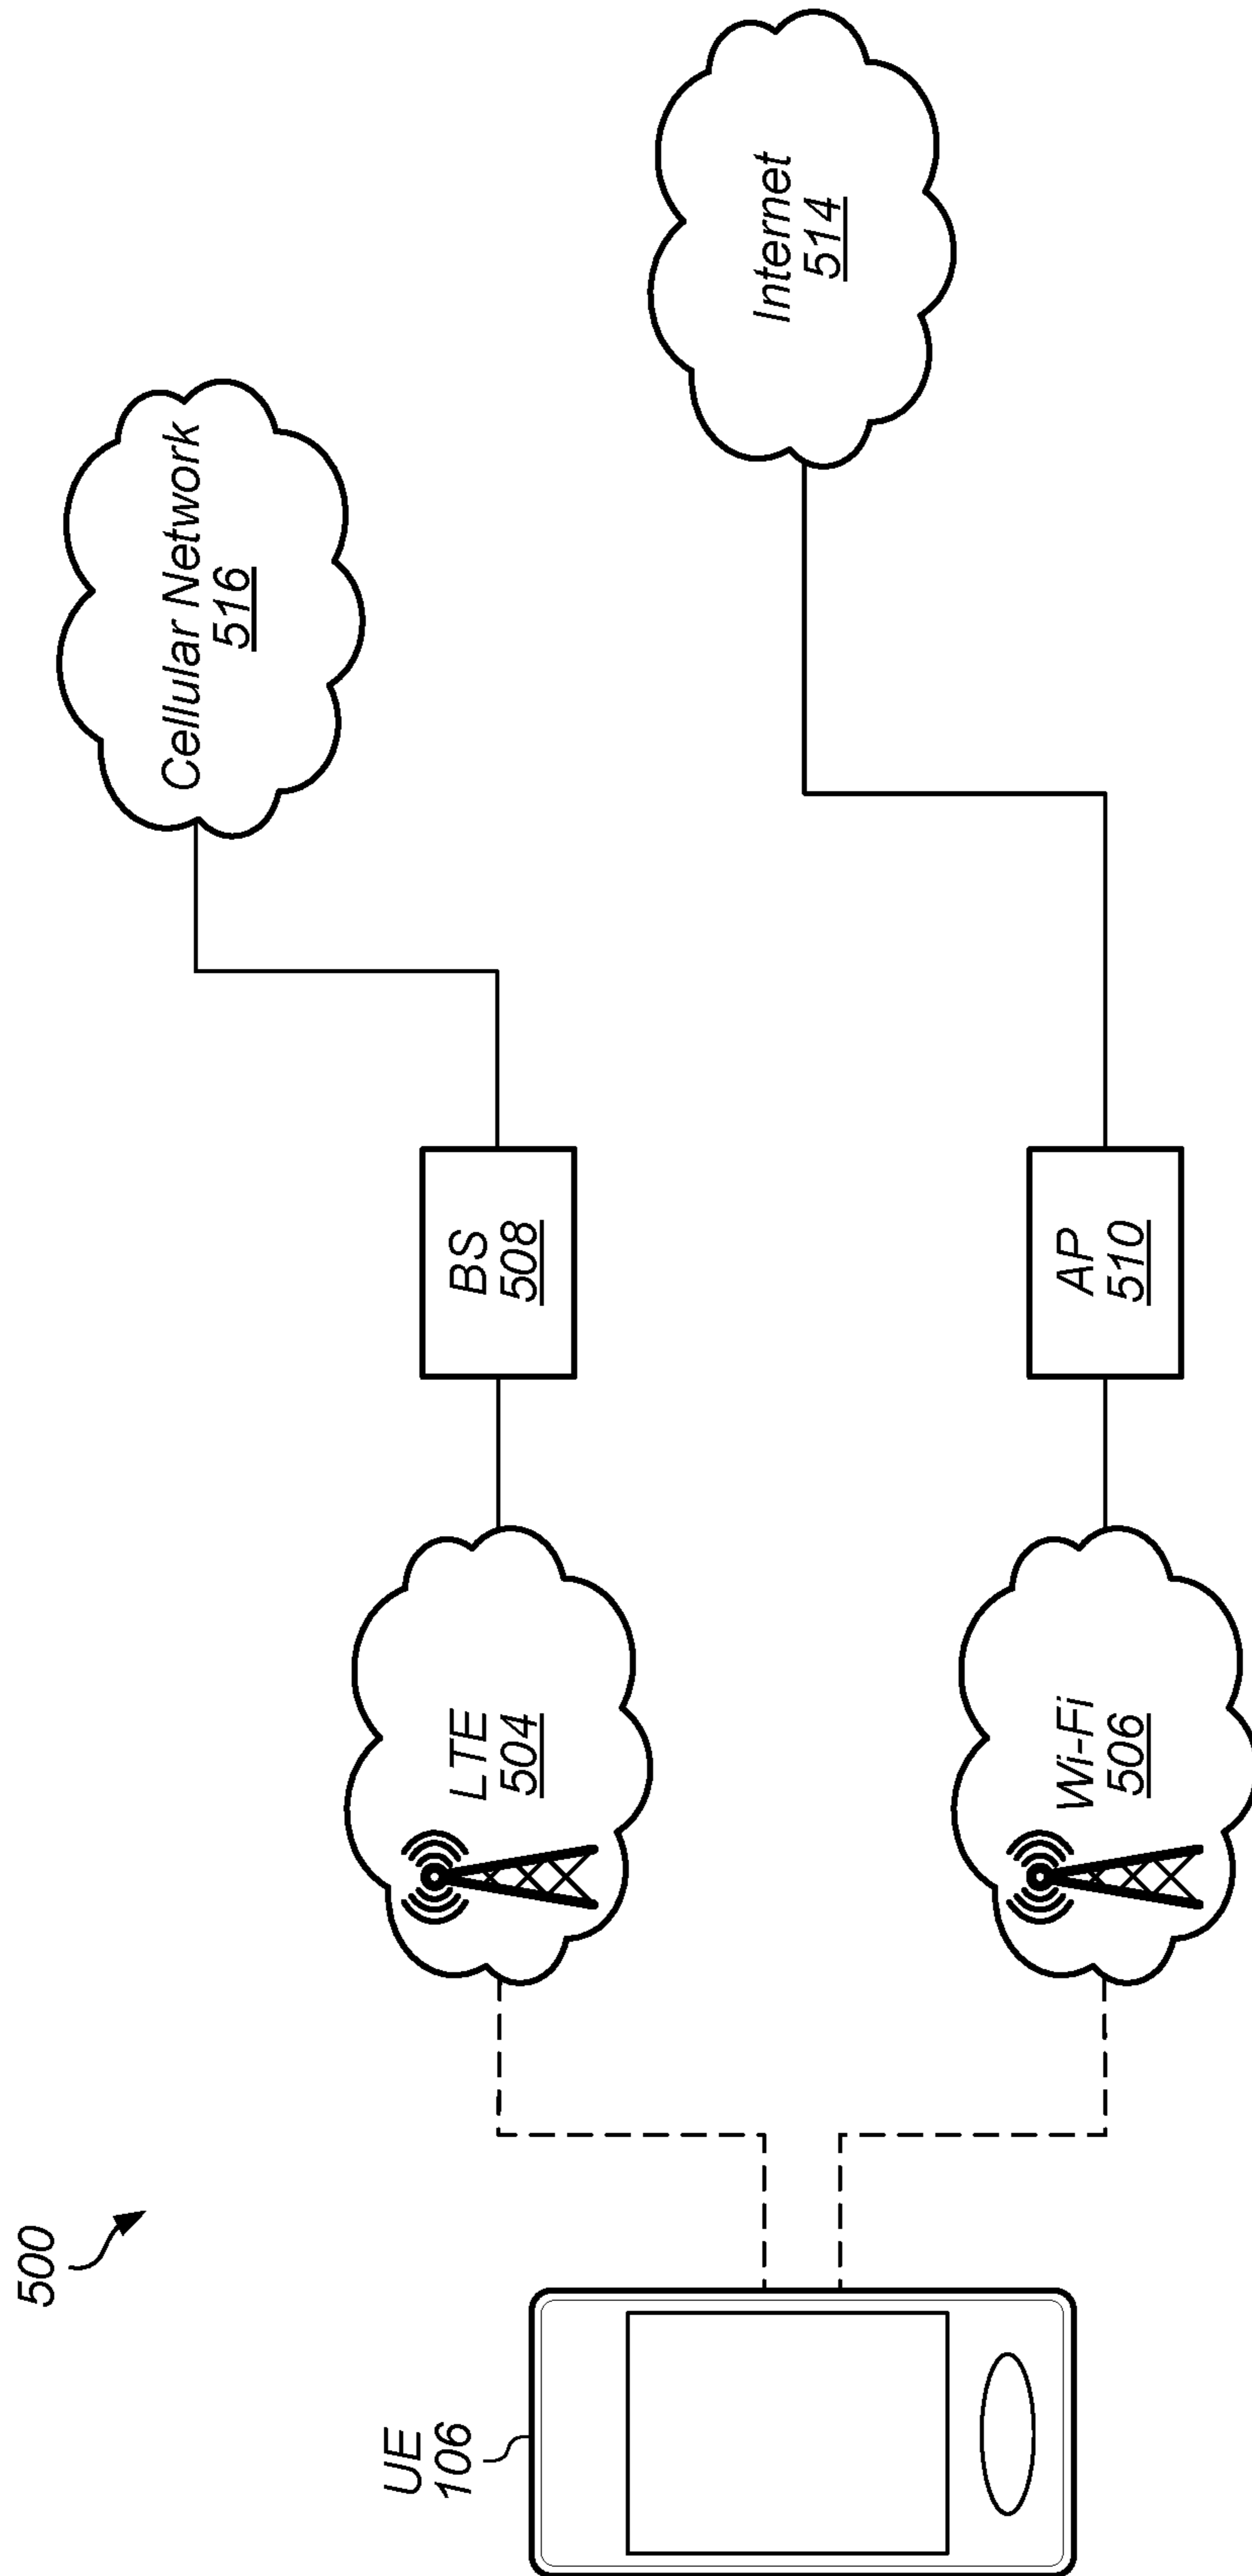 500
UE
106
LTE
504
BS
508
Cellular Network
516
Wi-Fi
506
AP
510
Internet
514